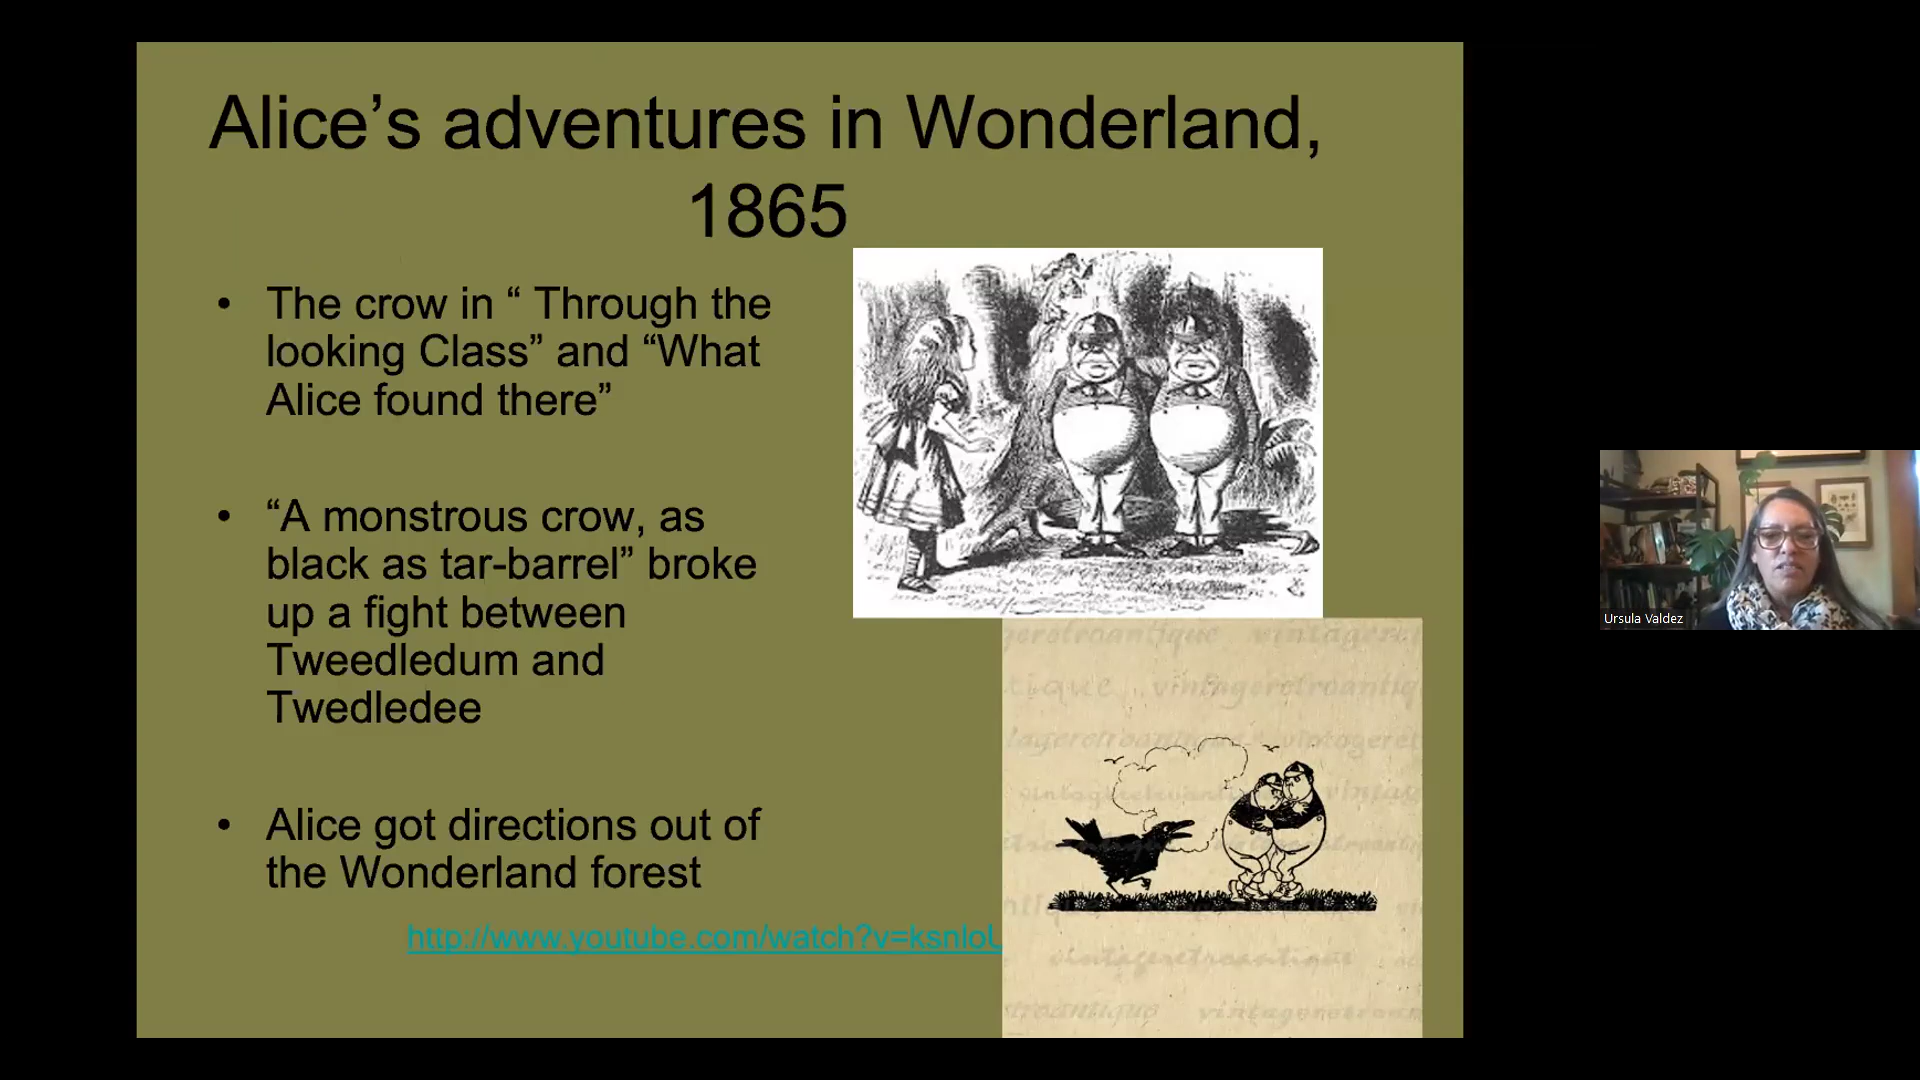 Alice’s adventures in Wonderland,
1865
• The crow in “ Through the
looking Class” and “What
Alice found there”
• “A monstrous crow, as
black as tar-barrel” broke
up a fight between
Tweedledum and
Twedledee
• Alice got directions out of
the Wonderland forest
http://www.youtube.com/watch?v=ksnloU
Ursula Valdez